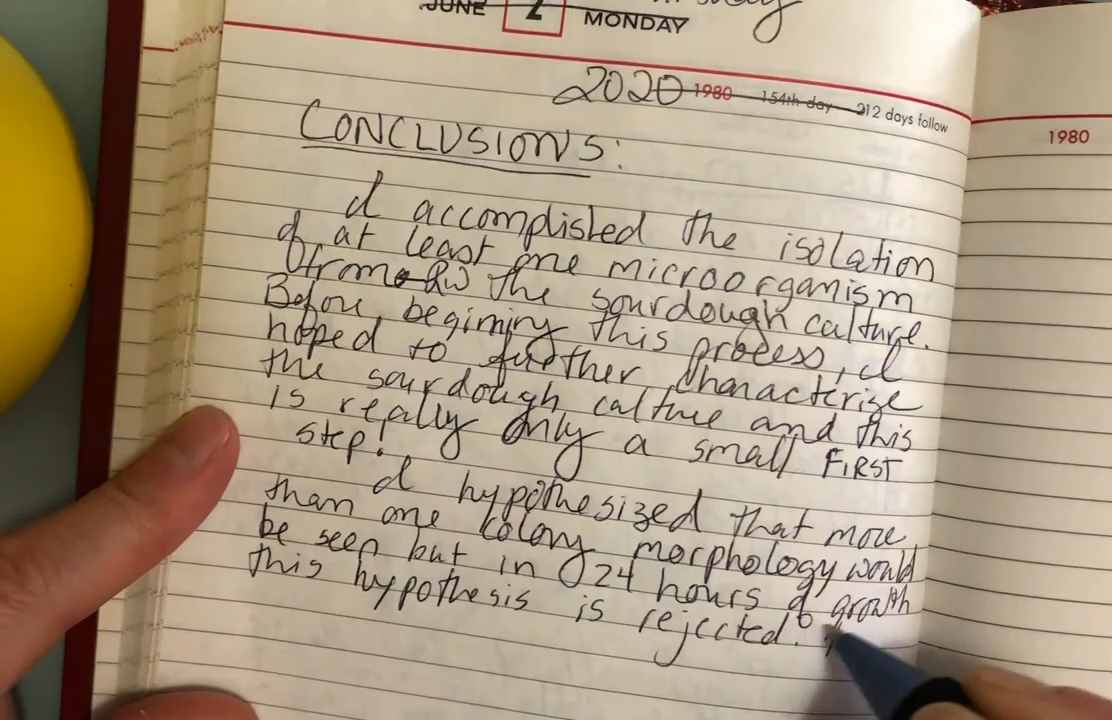 JUNE 2 MONDAY
2020 1980 154th day - 212 days follow
1980
CONCLUSIONS:
I accomplished the isolation
of at least one microorganism
from the sourdough culture.
Before begining this process, I
hoped to further characterize
the sourdough culture and this
is really only a small FIRST
step!
I hypothesized that more
than one colony morphology would
be seen but in 24 hours of growth
this hypothesis is rejected.